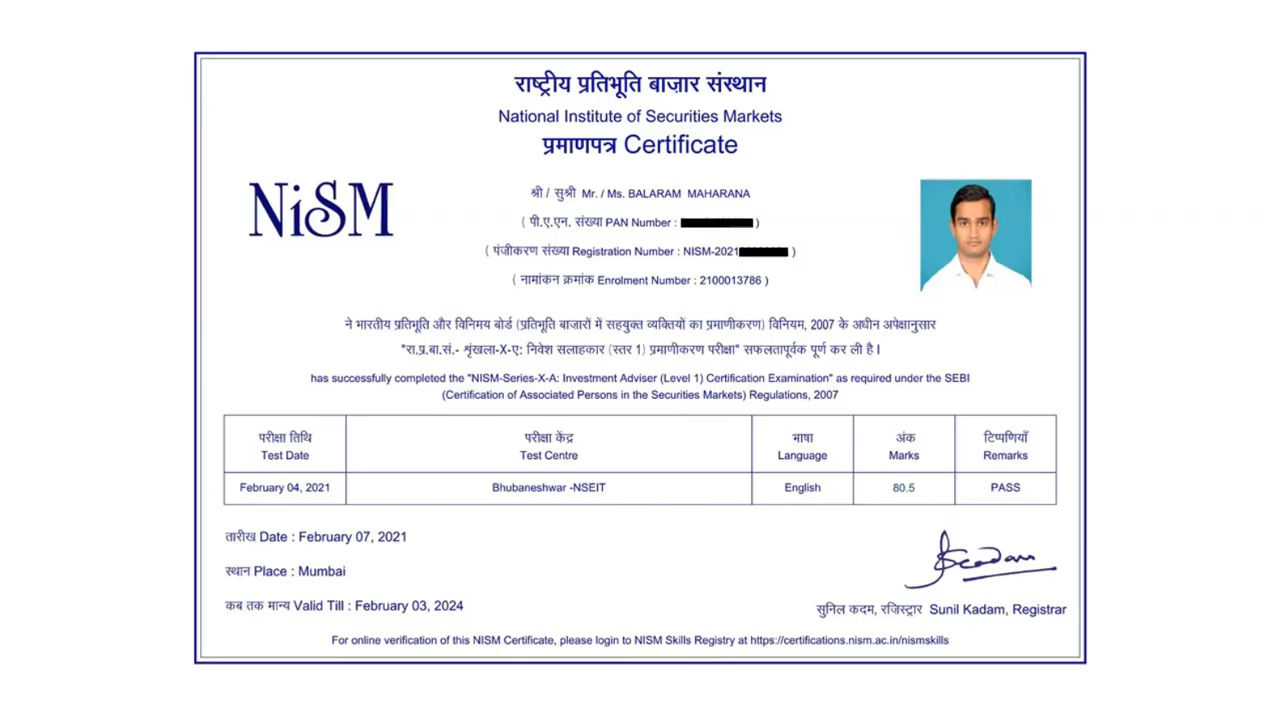 राष्ट्रीय प्रतिभूति बाज़ार संस्थान
National Institute of Securities Markets
प्रमाणपत्र Certificate
NiSM
श्री / सुश्री Mr. / Ms. BALARAM MAHARANA
( पी.ए.एन. संख्या PAN Number : )
( पंजीकरण संख्या Registration Number : NISM-2021 )
( नामांकन क्रमांक Enrolment Number : 2100013786 )
ने भारतीय प्रतिभूति और विनिमय बोर्ड (प्रतिभूति बाजारों में सहयुक्त व्यक्तियों का प्रमाणीकरण) विनियम, 2007 के अधीन अपेक्षानुसार
"रा.प्र.बा.सं.- शृंखला-X-ए: निवेश सलाहकार (स्तर 1) प्रमाणीकरण परीक्षा" सफलतापूर्वक पूर्ण कर ली है l
has successfully completed the "NISM-Series-X-A: Investment Adviser (Level 1) Certification Examination" as required under the SEBI
(Certification of Associated Persons in the Securities Markets) Regulations, 2007
परीक्षा तिथि परीक्षा केंद्र भाषा अंक टिप्पणियाँ
Test Date Test Centre Language Marks Remarks
February 04, 2021 Bhubaneshwar -NSEIT English 80.5 PASS
तारीख Date : February 07, 2021
स्थान Place : Mumbai
कब तक मान्य Valid Till : February 03, 2024
सुनिल कदम, रजिस्ट्रार Sunil Kadam, Registrar
For online verification of this NISM Certificate, please login to NISM Skills Registry at https://certifications.nism.ac.in/nismskills